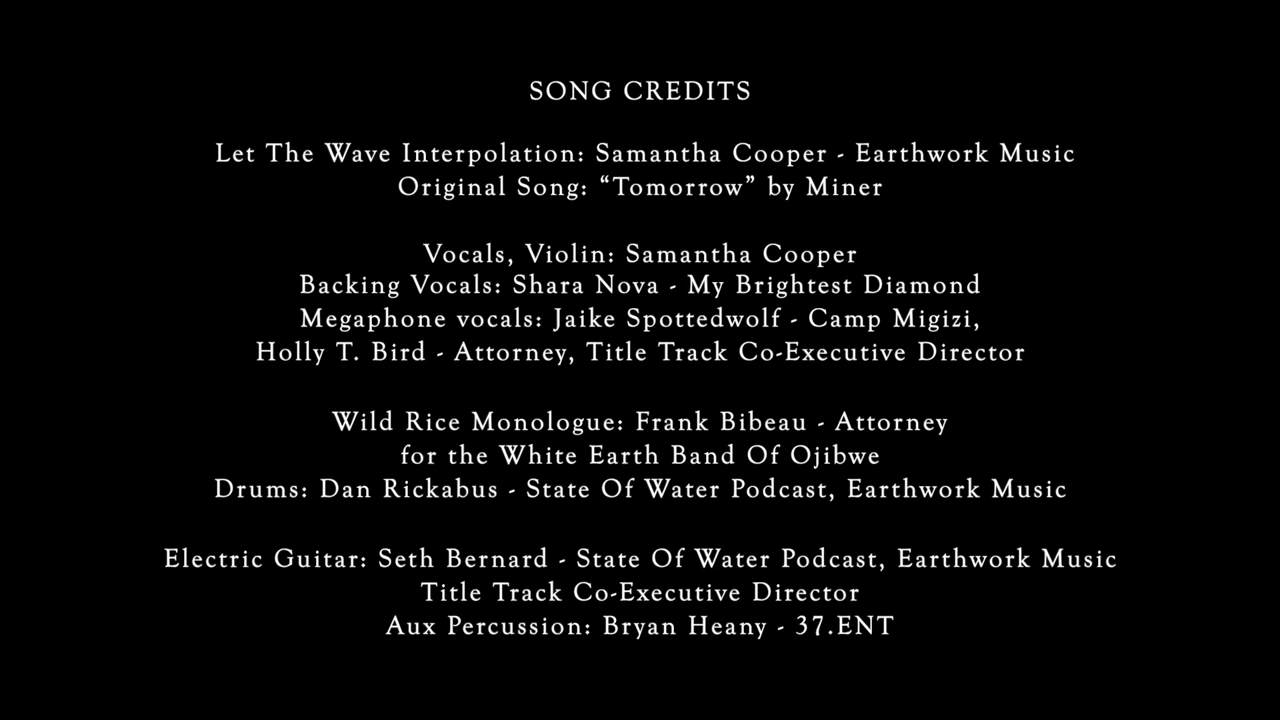 SONG CREDITS
Let The Wave Interpolation: Samantha Cooper - Earthwork Music
Original Song: “Tomorrow” by Miner
Vocals, Violin: Samantha Cooper
Backing Vocals: Shara Nova - My Brightest Diamond
Megaphone vocals: Jaike Spottedwolf - Camp Migizi,
Holly T. Bird - Attorney, Title Track Co-Executive Director
Wild Rice Monologue: Frank Bibeau - Attorney
for the White Earth Band Of Ojibwe
Drums: Dan Rickabus - State Of Water Podcast, Earthwork Music
Electric Guitar: Seth Bernard - State Of Water Podcast, Earthwork Music
Title Track Co-Executive Director
Aux Percussion: Bryan Heany - 37.ENT